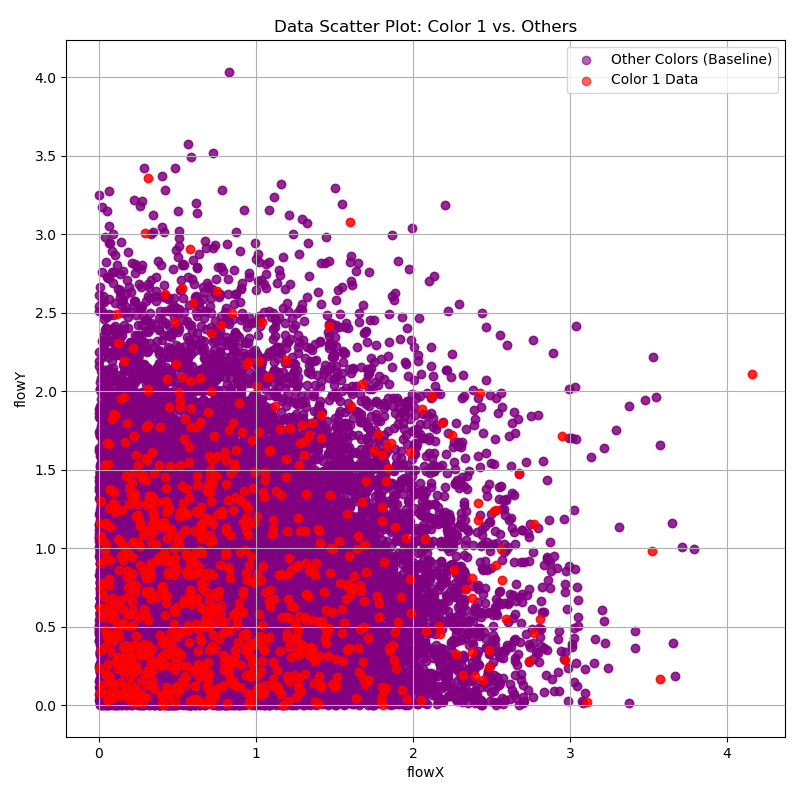 Data Scatter Plot: Color 1 vs. Others
Other Colors (Baseline)
Color 1 Data
4.0
3.5
3.0
2.5
2.0
1.5
1.0
0.5
0.0
flowY
0 1 2 3 4
flowX